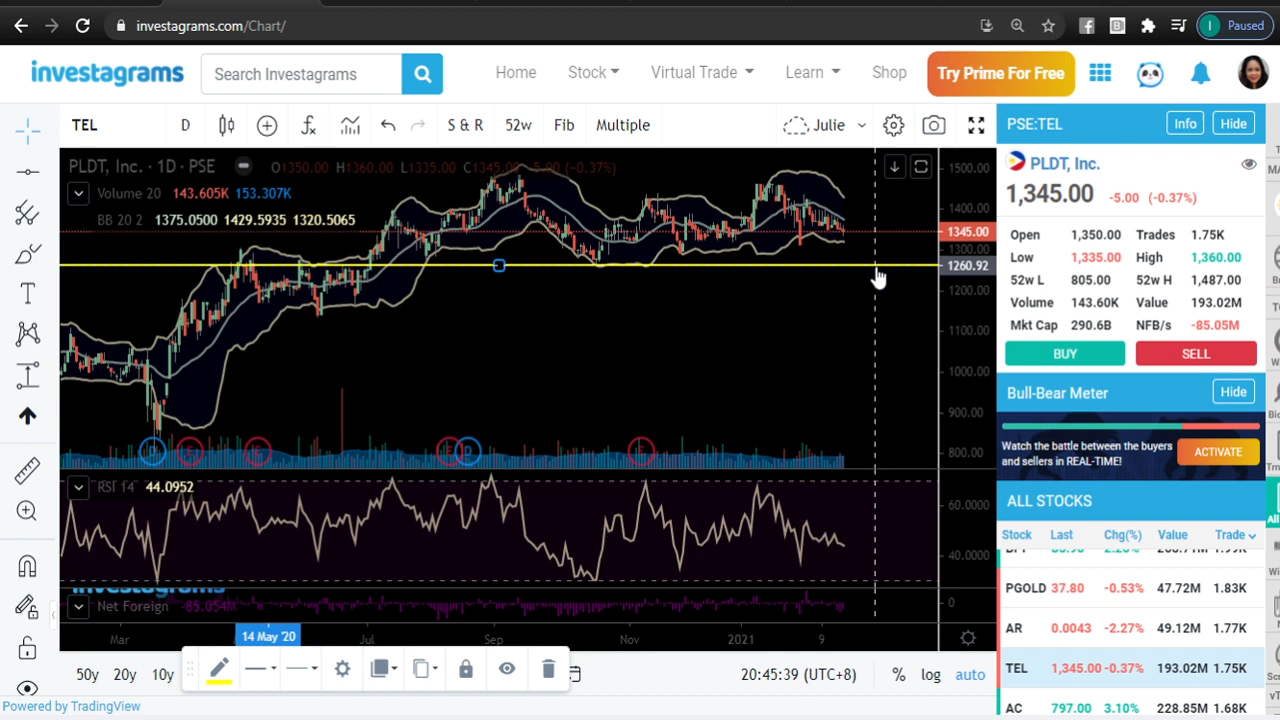 investagrams.com/Chart/
I Paused
investagrams
Search Investagrams
Home Stock Virtual Trade Learn Shop
Try Prime For Free
TEL D S & R 52w Fib Multiple Julie
PSE:TEL Info Hide
PLDT, Inc. · 1D · PSE O1350.00 H1360.00 L1335.00 C1345.00 -5.00 (-0.37%)
Volume 20 143.605K 153.307K
BB 20 2 1375.0500 1429.5935 1320.5065
1500.00
1400.00
1345.00
1300.00
1260.92
1200.00
1100.00
1000.00
900.00
800.00
D E E E D E
RSI 14 44.0952
60.0000
40.0000
investagrams
Net Foreign -85.054M
0
Mar 14 May '20 Jul Sep Nov 2021 9
50y 20y 10y
20:45:39 (UTC+8) % log auto
Powered by TradingView
PLDT, Inc.
1,345.00 -5.00 (-0.37%)
Open 1,350.00 Trades 1.75K
Low 1,335.00 High 1,360.00
52w L 805.00 52w H 1,487.00
Volume 143.60K Value 193.02M
Mkt Cap 290.6B NFB/s -85.05M
BUY SELL
Bull-Bear Meter Hide
Watch the battle between the buyers
and sellers in REAL-TIME!
ACTIVATE
ALL STOCKS
Stock Last Chg(%) Value Trade
PGOLD 37.80 -0.53% 47.72M 1.83K
AR 0.0043 -2.27% 49.12M 1.77K
TEL 1,345.00 -0.37% 193.02M 1.75K
AC 797.00 3.10% 228.85M 1.68K